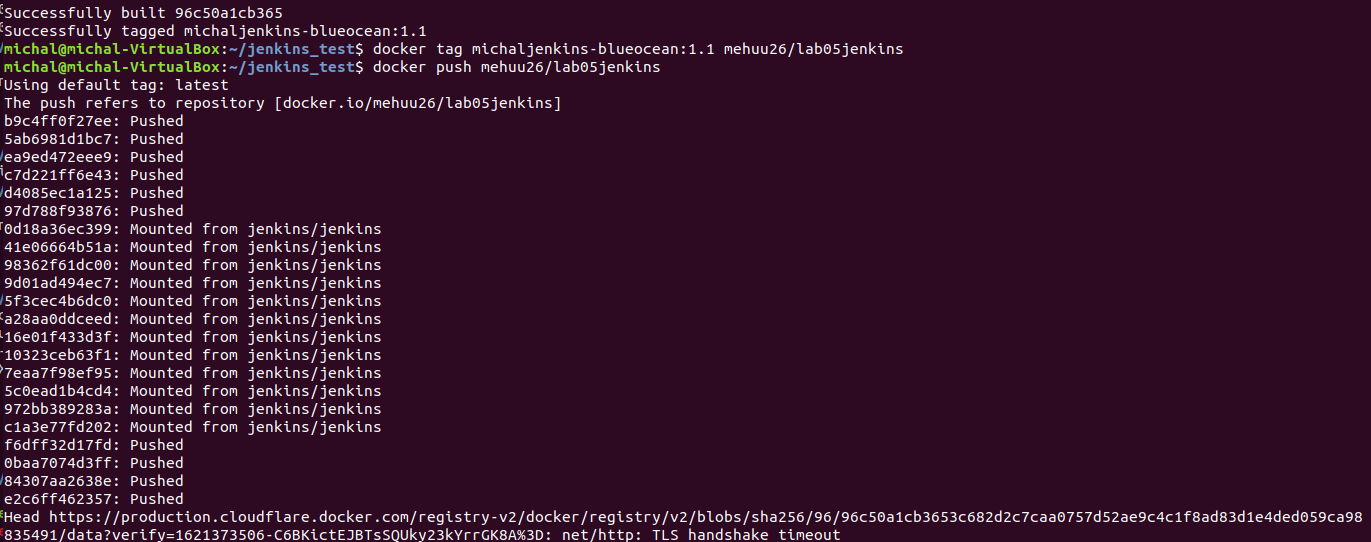 Successfully built 96c50a1cb365
Successfully tagged michaljenkins-blueocean:1.1
michal@michal-VirtualBox:~/jenkins_test$ docker tag michaljenkins-blueocean:1.1 mehuu26/lab05jenkins
michal@michal-VirtualBox:~/jenkins_test$ docker push mehuu26/lab05jenkins
Using default tag: latest
The push refers to repository [docker.io/mehuu26/lab05jenkins]
b9c4ff0f27ee: Pushed
5ab6981d1bc7: Pushed
ea9ed472eee9: Pushed
c7d221ff6e43: Pushed
d4085ec1a125: Pushed
97d788f93876: Pushed
0d18a36ec399: Mounted from jenkins/jenkins
41e06664b51a: Mounted from jenkins/jenkins
98362f61dc00: Mounted from jenkins/jenkins
9d01ad494ec7: Mounted from jenkins/jenkins
5f3cec4b6dc0: Mounted from jenkins/jenkins
a28aa0ddceed: Mounted from jenkins/jenkins
16e01f433d3f: Mounted from jenkins/jenkins
10323ceb63f1: Mounted from jenkins/jenkins
7eaa7f98ef95: Mounted from jenkins/jenkins
5c0ead1b4cd4: Mounted from jenkins/jenkins
972bb389283a: Mounted from jenkins/jenkins
c1a3e77fd202: Mounted from jenkins/jenkins
f6dff32d17fd: Pushed
0baa7074d3ff: Pushed
84307aa2638e: Pushed
e2c6ff462357: Pushed
Head https://production.cloudflare.docker.com/registry-v2/docker/registry/v2/blobs/sha256/96/96c50a1cb3653c682d2c7caa0757d52ae9c4c1f8ad83d1e4ded059ca98
835491/data?verify=1621373506-C6BKictEJBTsSQUky23kYrrGK8A%3D: net/http: TLS handshake timeout